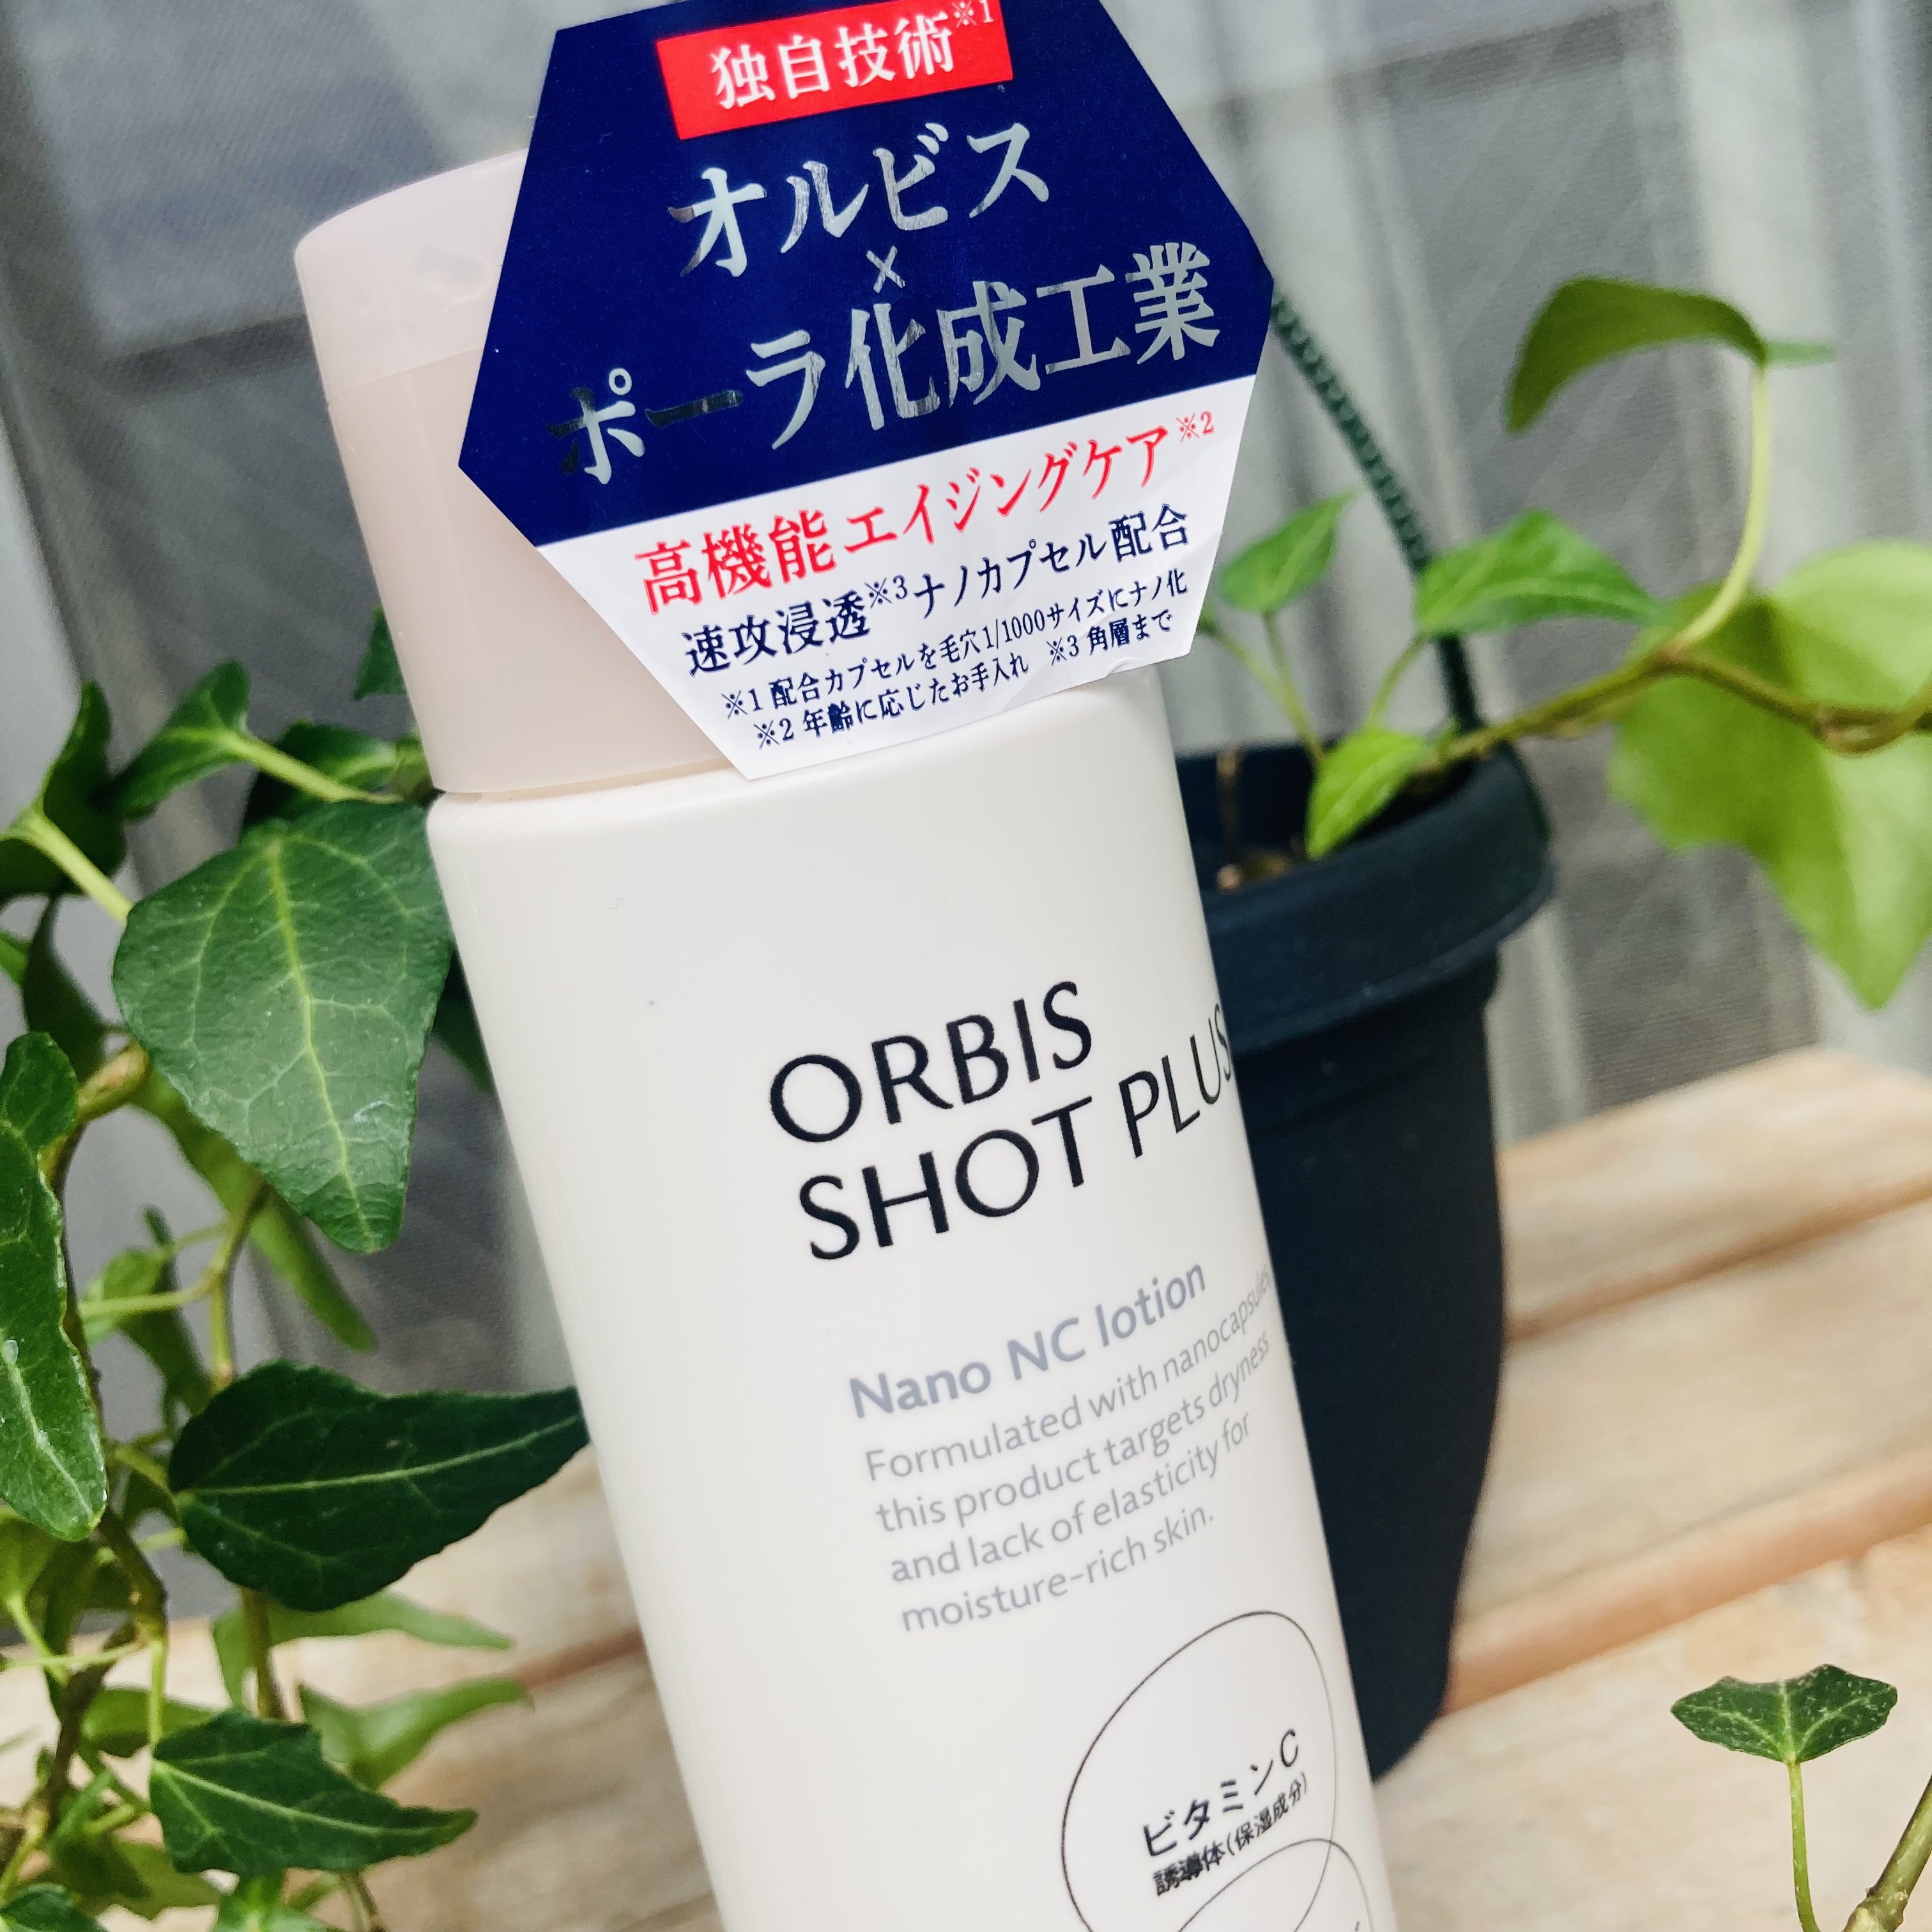 独自技術※1
オルビス
×
ポーラ化成工業
高機能エイジングケア※2
速攻浸透※3ナノカプセル配合
※1 配合カプセルを毛穴1/1000サイズにナノ化
※2 年齢に応じたお手入れ ※3 角層まで
ORBIS
SHOT PLUS
Nano NC lotion
Formulated with nanocapsules
this product targets dryness
and lack of elasticity for
moisture-rich skin.
ビタミンC
誘導体(保湿成分)